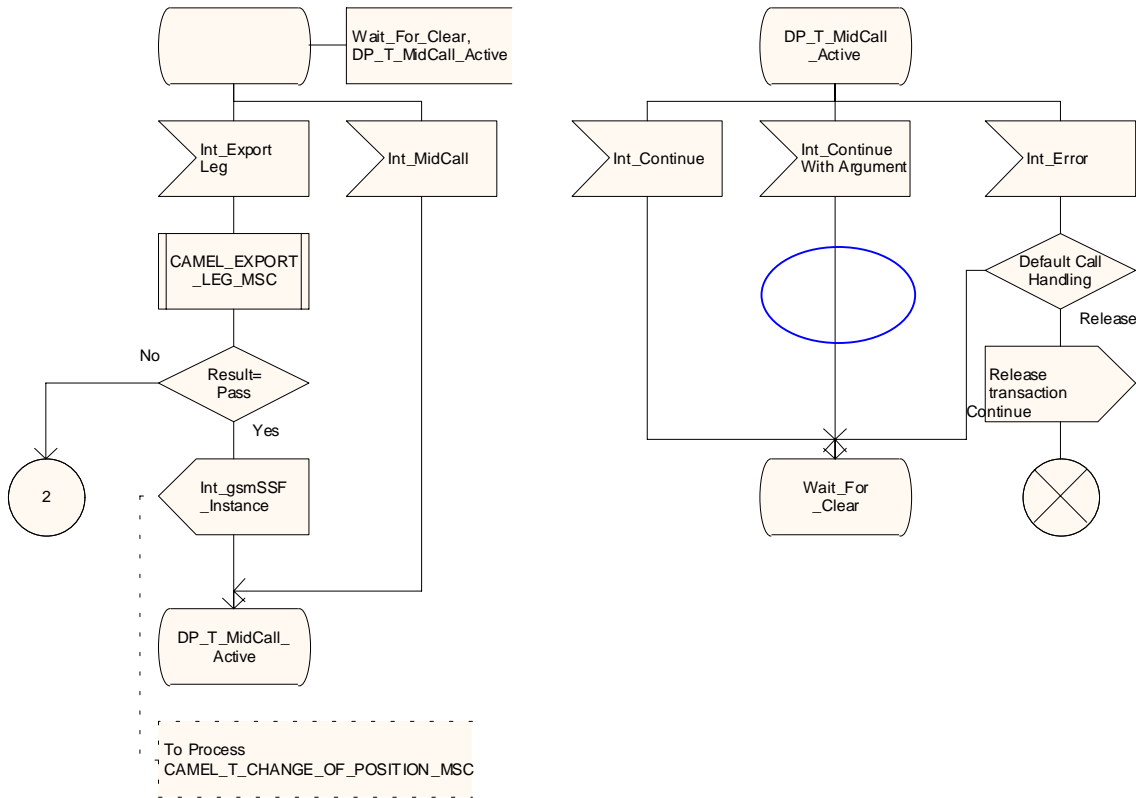 Wait_For_Clear,
DP_T_MidCall_Active
Int_Export
Leg
Int_MidCall
CAMEL_EXPORT
_LEG_MSC
No
Result=
Pass
Yes
2
Int_gsmSSF
_Instance
DP_T_MidCall_
Active
To Process
CAMEL_T_CHANGE_OF_POSITION_MSC
DP_T_MidCall
_Active
Int_Continue
Int_Continue
With Argument
Int_Error
Default Call
Handling
Release
Release
transaction
Continue
Wait_For
_Clear